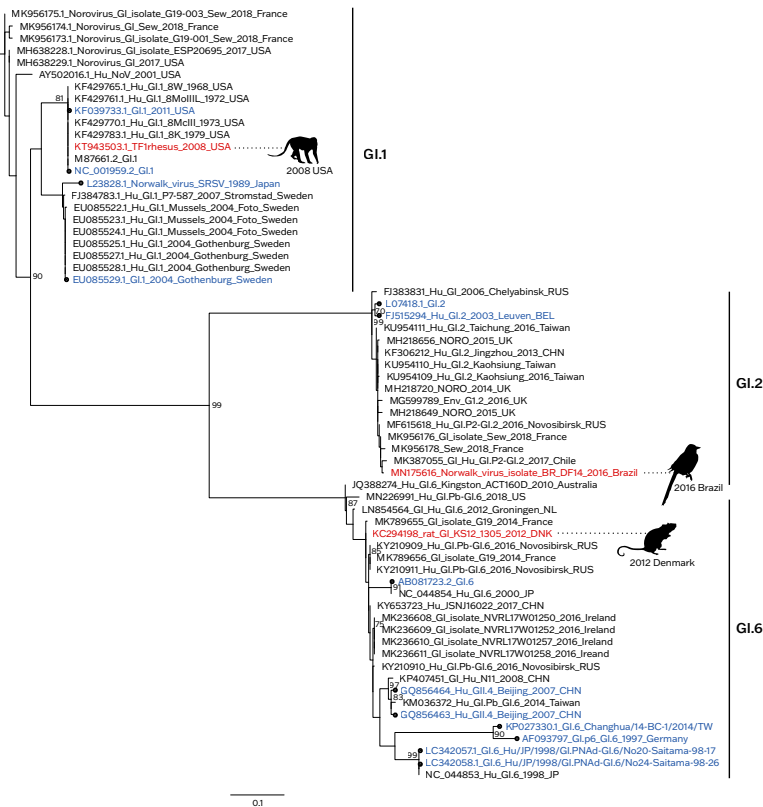 MK956175.1_Norovirus_GI_isolate_G19-003_Sew_2018_France
MK956174.1_Norovirus_GI_Sew_2018_France
MK956173.1_Norovirus_GI_isolate_G19-001_Sew_2018_France
MH638228.1_Norovirus_GI_isolate_ESP20695_2017_USA
MH638229.1_Norovirus_GI_2017_USA
AY502016.1_Hu_NoV_2001_USA
KF429765.1_Hu_GI.1_8W_1968_USA
KF429761.1_Hu_GI.1_8MoIIIL_1972_USA
81
KF039733.1_GI.1_2011_USA
KF429770.1_Hu_GI.1_8McIII_1973_USA
KF429783.1_Hu_GI.1_8K_1979_USA
KT943503.1_TF1rhesus_2008_USA
GI.1
M87661.2_GI.1
NC_001959.2_GI.1
2008 USA
L23828.1_Norwalk_virus_SRSV_1989_Japan
FJ384783.1_Hu_GI.1_P7-587_2007_Stromstad_Sweden
EU085522.1_Hu_GI.1_Mussels_2004_Foto_Sweden
EU085523.1_Hu_GI.1_Mussels_2004_Foto_Sweden
EU085524.1_Hu_GI.1_Mussels_2004_Foto_Sweden
EU085525.1_Hu_GI.1_2004_Gothenburg_Sweden
EU085527.1_Hu_GI.1_2004_Gothenburg_Sweden
EU085528.1_Hu_GI.1_2004_Gothenburg_Sweden
90
EU085529.1_GI.1_2004_Gothenburg_Sweden
FJ383831_Hu_GI_2006_Chelyabinsk_RUS
L07418.1_GI.2
70
FJ515294_Hu_GI.2_2003_Leuven_BEL
99
KU954111_Hu_GI.2_Taichung_2016_Taiwan
MH218656_NORO_2015_UK
KF306212_Hu_GI.2_Jingzhou_2013_CHN
KU954110_Hu_GI.2_Kaohsiung_Taiwan
KU954109_Hu_GI.2_Kaohsiung_2016_Taiwan
GI.2
MH218720_NORO_2014_UK
MG599789_Env_GI.2_2016_UK
99
MH218649_NORO_2015_UK
MF615618_Hu_GI.P2-GI.2_2016_Novosibirsk_RUS
MK956176_GI_isolate_Sew_2018_France
MK956178_Sew_2018_France
MK387055_GI_Hu_GI.P2-GI.2_2017_Chile
MN175616_Norwalk_virus_isolate_BR_DF14_2016_Brazil
JQ388274_Hu_GI.6_Kingston_ACT160D_2010_Australia
2016 Brazil
MN226991_Hu_GI.Pb-GI.6_2018_US
87
LN854564_GI_Hu_GI.6_2012_Groningen_NL
MK789655_GI_isolate_G19_2014_France
KC294198_rat_GI_KS12_1305_2012_DNK
KY210909_Hu_GI.Pb-GI.6_2016_Novosibirsk_RUS
85
MK789656_GI_isolate_G19_2014_France
2012 Denmark
KY210911_Hu_GI.Pb-GI.6_2016_Novosibirsk_RUS
AB081723.2_GI.6
91
NC_044854_Hu_GI.6_2000_JP
KY653723_Hu_JSNJ16022_2017_CHN
MK236608_GI_isolate_NVRL17W01250_2016_Ireland
75
MK236609_GI_isolate_NVRL17W01252_2016_Ireland
GI.6
MK236610_GI_isolate_NVRL17W01257_2016_Ireland
MK236611_GI_isolate_NVRL17W01258_2016_Ireand
KY210910_Hu_GI.Pb-GI.6_2016_Novosibirsk_RUS
KP407451_GI_Hu_N11_2008_CHN
97
GQ856464_Hu_GII.4_Beijing_2007_CHN
83
KM036372_Hu_GI.Pb_GI.6_2014_Taiwan
GQ856463_Hu_GII.4_Beijing_2007_CHN
KP027330.1_GI.6_Changhua/14-BC-1/2014/TW
90
AF093797_GI.p6_GI.6_1997_Germany
LC342057.1_GI.6_Hu/JP/1998/GI.PNAd-GI.6/No20-Saitama-98-17
99
LC342058.1_GI.6_Hu/JP/1998/GI.PNAd-GI.6/No24-Saitama-98-26
NC_044853_Hu_GI.6_1998_JP
0.1